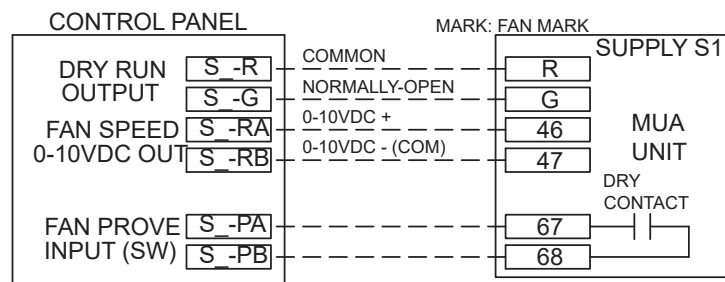 CONTROL PANEL
MARK: FAN MARK
SUPPLY S1
DRY RUN
OUTPUT
S_-R
COMMON
R
S_-G
NORMALLY-OPEN
G
FAN SPEED
0-10VDC OUT
S_-RA
0-10VDC +
46
S_-RB
0-10VDC - (COM)
47
MUA
UNIT
DRY
CONTACT
FAN PROVE
INPUT (SW)
S_-PA
67
S_-PB
68